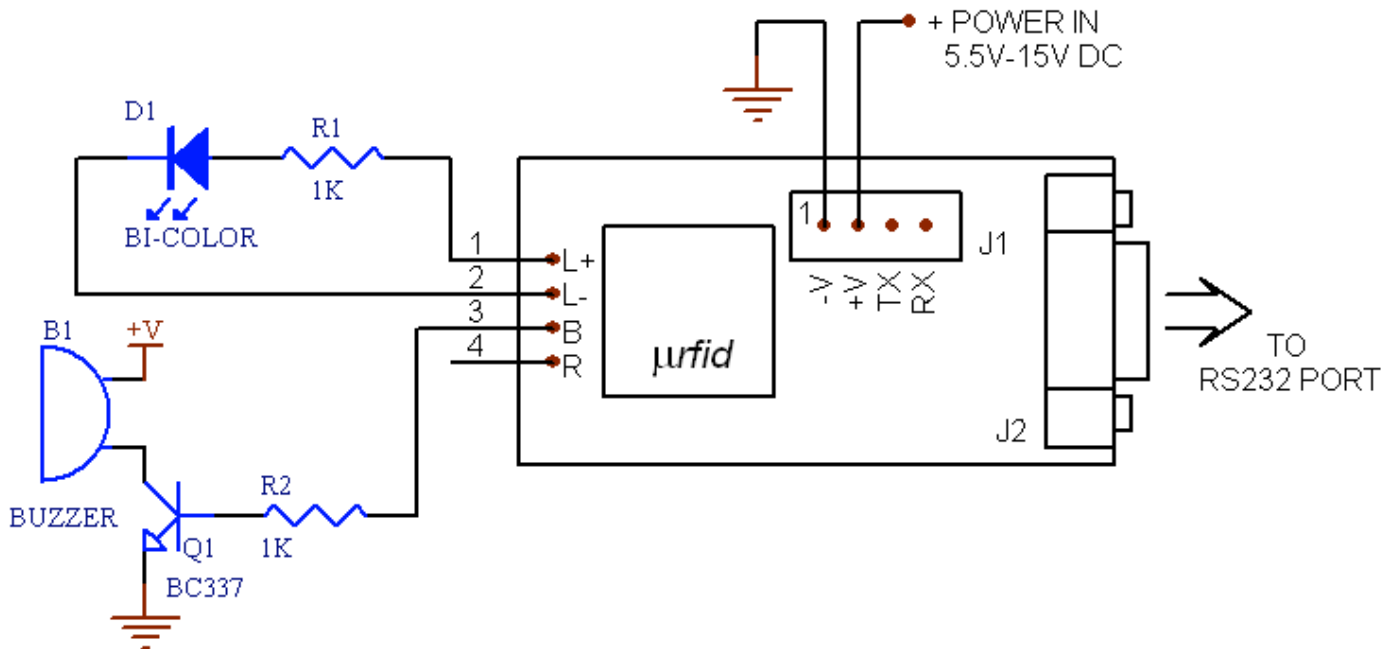 + POWER IN
5.5V-15V DC
D1
R1
1K
BI-COLOR
1
2
3
4
L+
L-
B
R
µrfid
1
-V
+V
TX
RX
J1
J2
TO
RS232 PORT
B1
+V
BUZZER
R2
1K
Q1
BC337